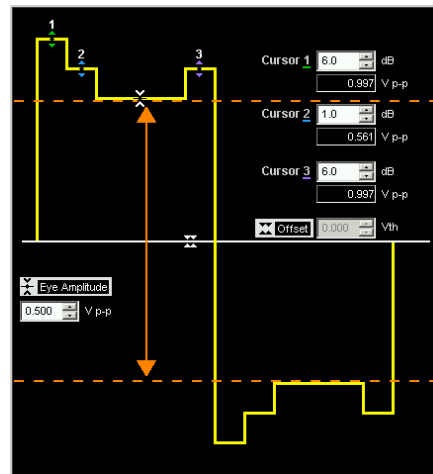 1
2
3
Cursor 1 6.0 dB
0.997 V p-p
Cursor 2 1.0 dB
0.561 V p-p
Cursor 3 6.0 dB
0.997 V p-p
Offset 0.000 Vth
Eye Amplitude
0.500 V p-p